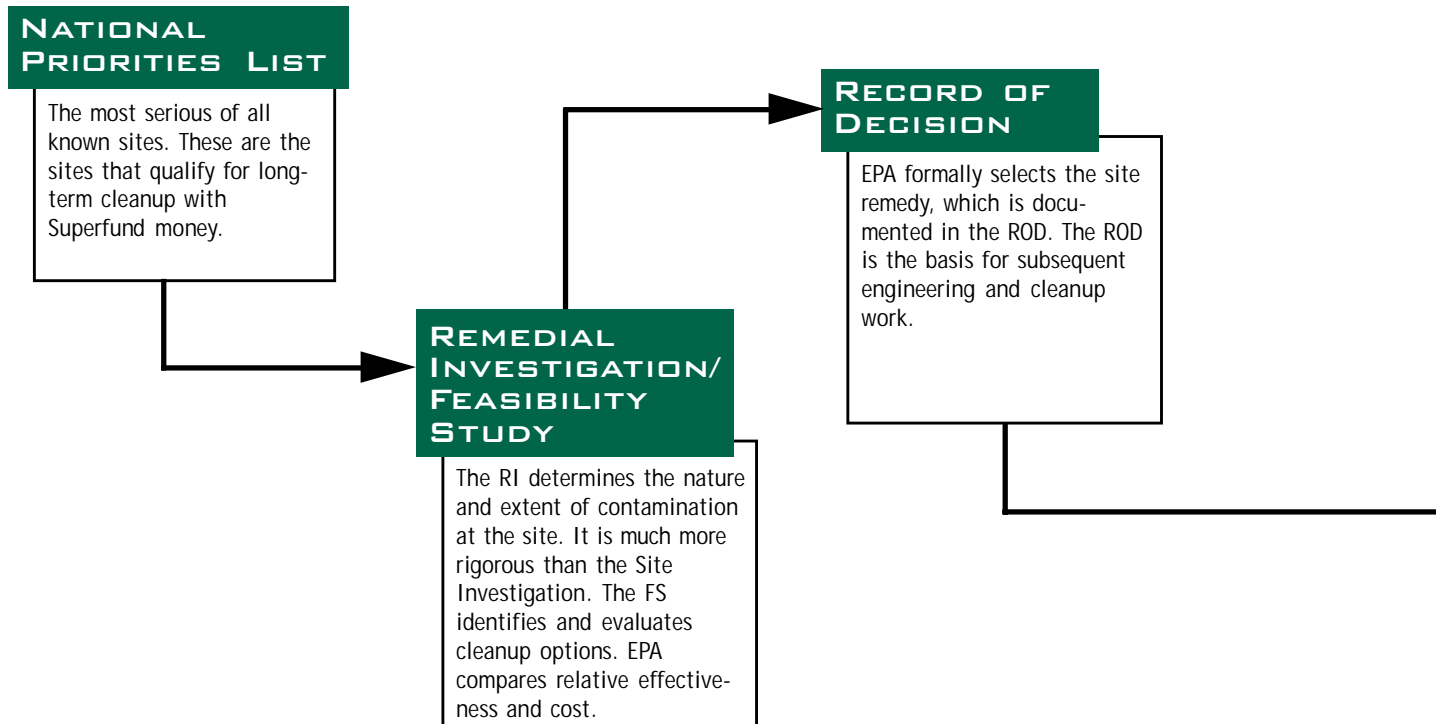 NATIONAL
PRIORITIES LIST
The most serious of all
known sites. These are the
sites that qualify for long-
term cleanup with
Superfund money.
REMEDIAL
INVESTIGATION/
FEASIBILITY
STUDY
The RI determines the nature
and extent of contamination
at the site. It is much more
rigorous than the Site
Investigation. The FS
identifies and evaluates
cleanup options. EPA
compares relative effective-
ness and cost.
RECORD OF
DECISION
EPA formally selects the site
remedy, which is docu-
mented in the ROD. The ROD
is the basis for subsequent
engineering and cleanup
work.